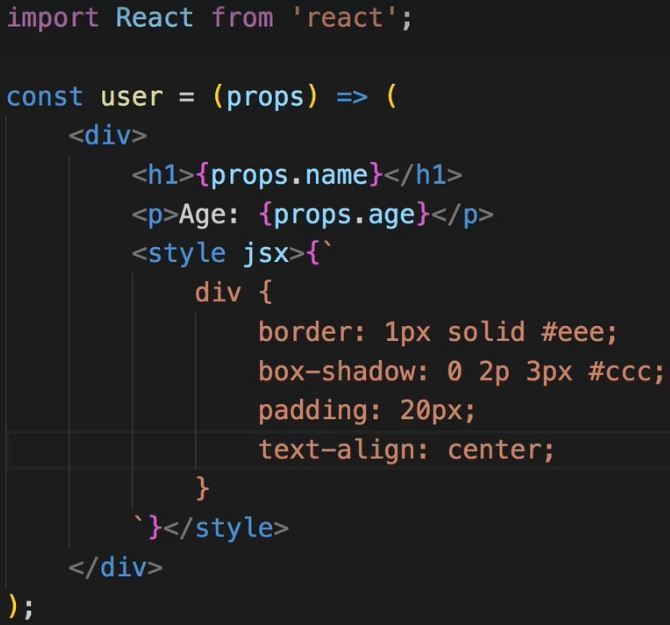 import React from 'react';
const user = (props) => (
<div>
<h1>{props.name}</h1>
<p>Age: {props.age}</p>
<style jsx>{`
div {
border: 1px solid #eee;
box-shadow: 0 2p 3px #ccc;
padding: 20px;
text-align: center;
}
`}</style>
</div>
);